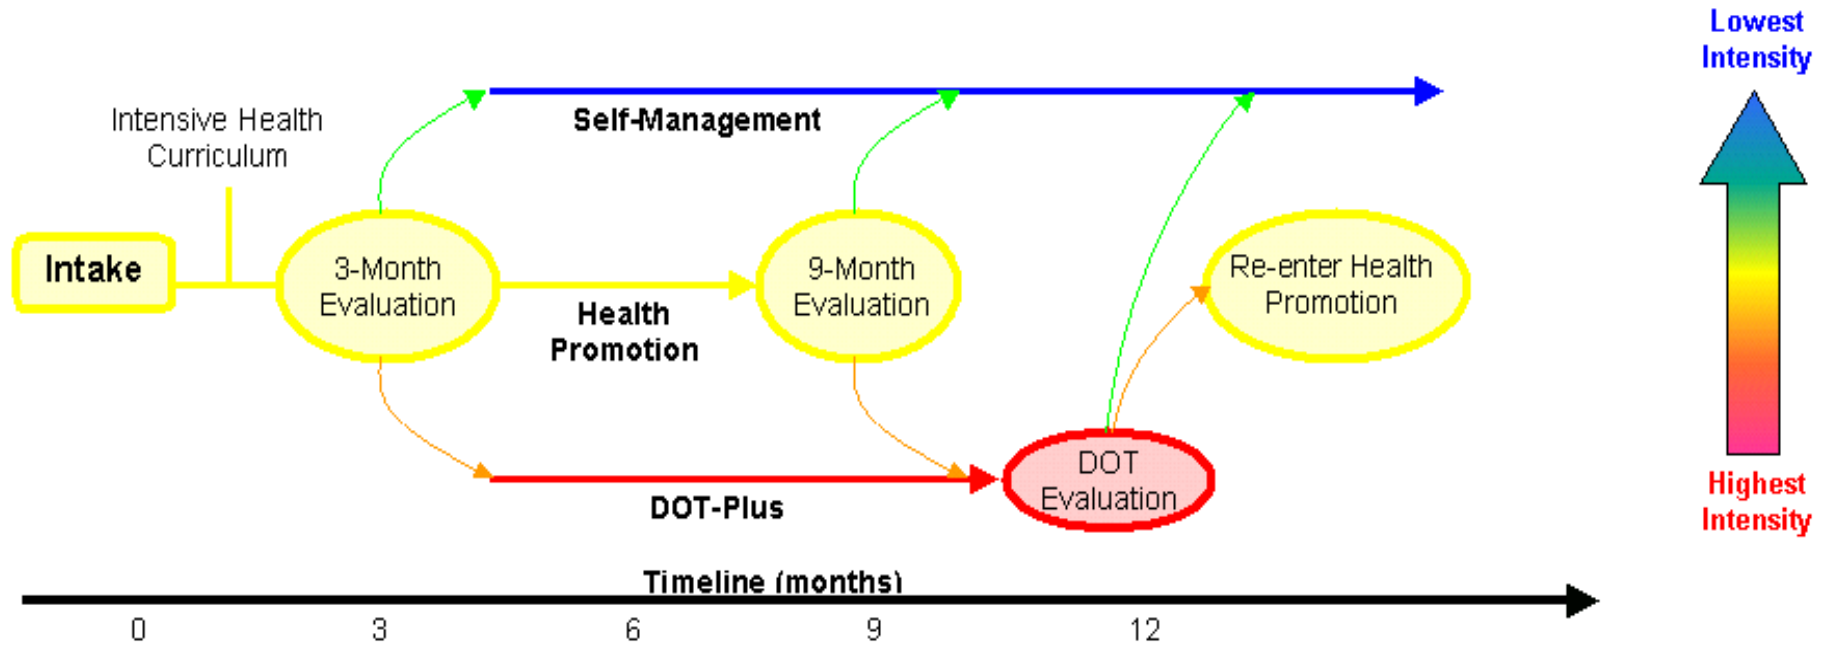 Lowest
Intensity
Intensive Health
Curriculum
Self-Management
Intake
3-Month
Evaluation
Health
Promotion
9-Month
Evaluation
Re-enter Health
Promotion
DOT-Plus
DOT
Evaluation
Highest
Intensity
Timeline (months)
0 3 6 9 12